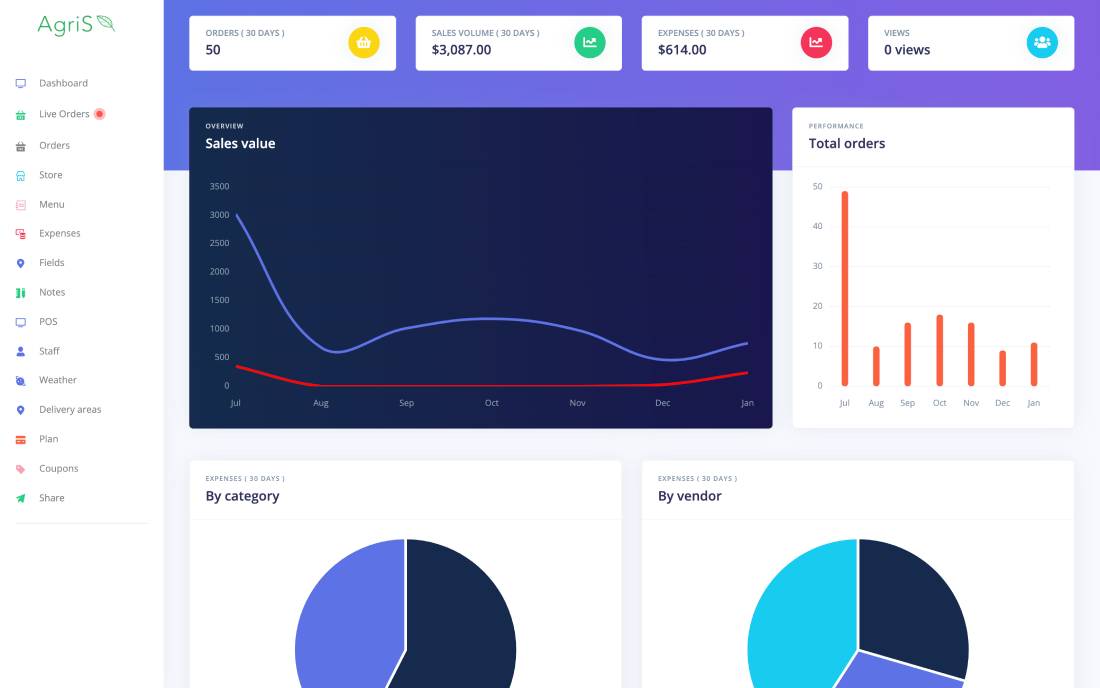 AgriS
Dashboard
Live Orders
Orders
Store
Menu
Expenses
Fields
Notes
POS
Staff
Weather
Delivery areas
Plan
Coupons
Share
ORDERS ( 30 DAYS )
50
SALES VOLUME ( 30 DAYS )
$3,087.00
EXPENSES ( 30 DAYS )
$614.00
VIEWS
0 views
OVERVIEW
Sales value
3500
3000
2500
2000
1500
1000
500
0
Jul Aug Sep Oct Nov Dec Jan
PERFORMANCE
Total orders
50
40
30
20
10
0
Jul Aug Sep Oct Nov Dec Jan
EXPENSES ( 30 DAYS )
By category
EXPENSES ( 30 DAYS )
By vendor